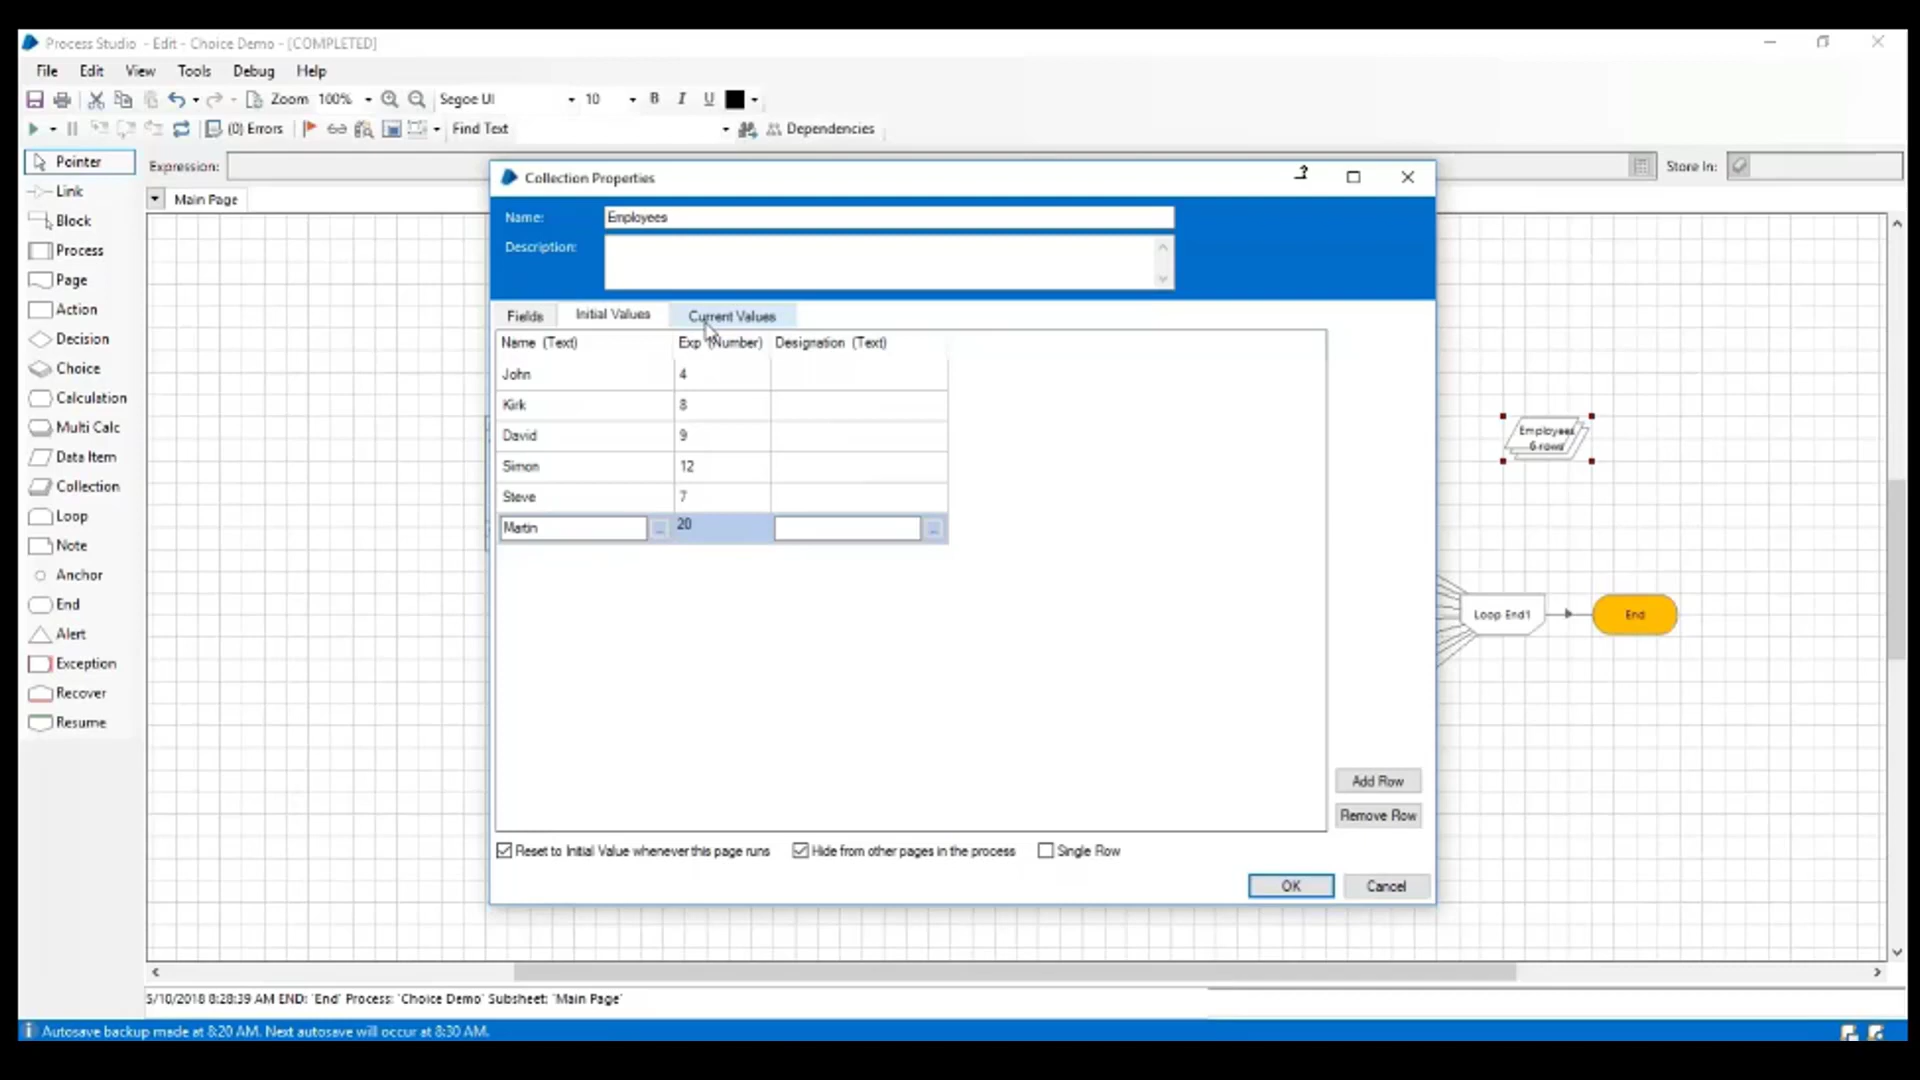 Process Studio - Edit - Choice Demo - [COMPLETED]
File Edit View Tools Debug Help
Zoom 100% Segoe UI 10 B I U
(0) Errors Find Text Dependencies
Pointer
Expression:
Store In:
Link
Main Page
Block
Process
Page
Action
Decision
Choice
Calculation
Multi Calc
Data Item
Collection
Loop
Note
Anchor
End
Alert
Exception
Recover
Resume
Collection Properties
Name: Employees
Description:
Fields Initial Values Current Values
Name (Text) Exp (Number) Designation (Text)
John 4
Kirk 8
David 9
Simon 12
Steve 7
Martin 20
Add Row
Remove Row
Reset to Initial Value whenever this page runs Hide from other pages in the process Single Row
OK Cancel
Employees
6 rows
Loop End1
End
5/10/2018 8:28:39 AM END: 'End' Process: 'Choice Demo' Subsheet: 'Main Page'
Autosave backup made at 8:20 AM. Next autosave will occur at 8:30 AM.